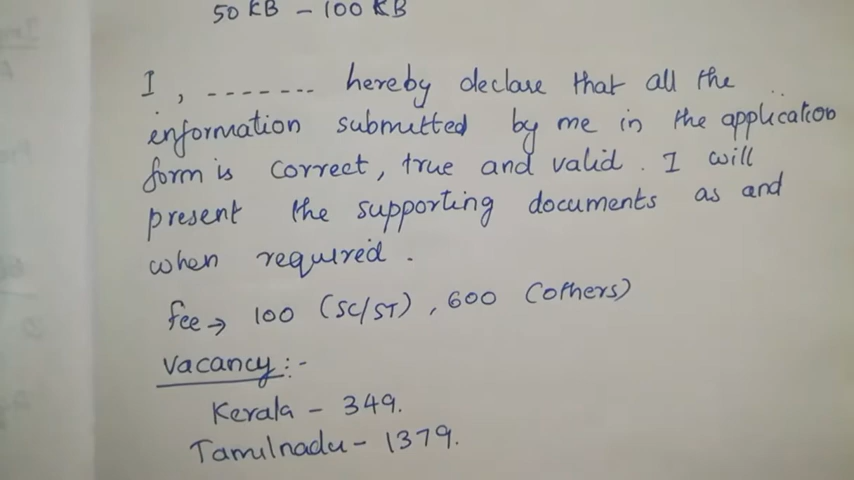 50 KB - 100 KB
I, ------- hereby declare that all the
information submitted by me in the application
form is correct, true and valid. I will
present the supporting documents as and
when required.
fee → 100 (SC/ST), 600 (others)
Vacancy:-
Kerala - 349.
Tamilnadu - 1379.